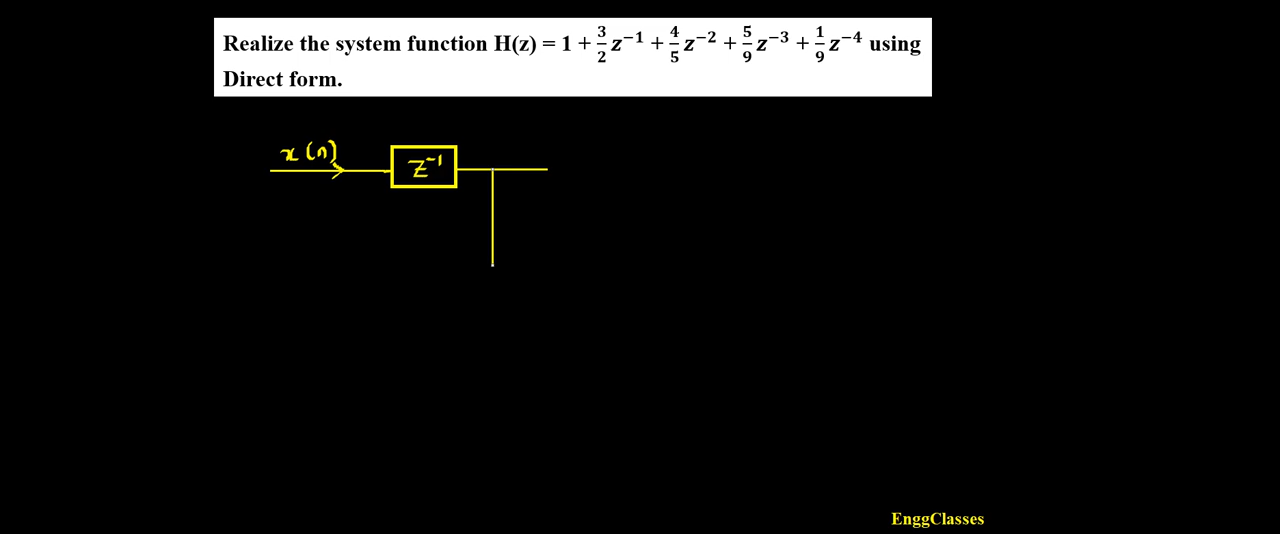 Realize the system function H(z) = 1 + 3/2 z⁻¹ + 4/5 z⁻² + 5/9 z⁻³ + 1/9 z⁻⁴ using
Direct form.
x(n)
z⁻¹
EnggClasses